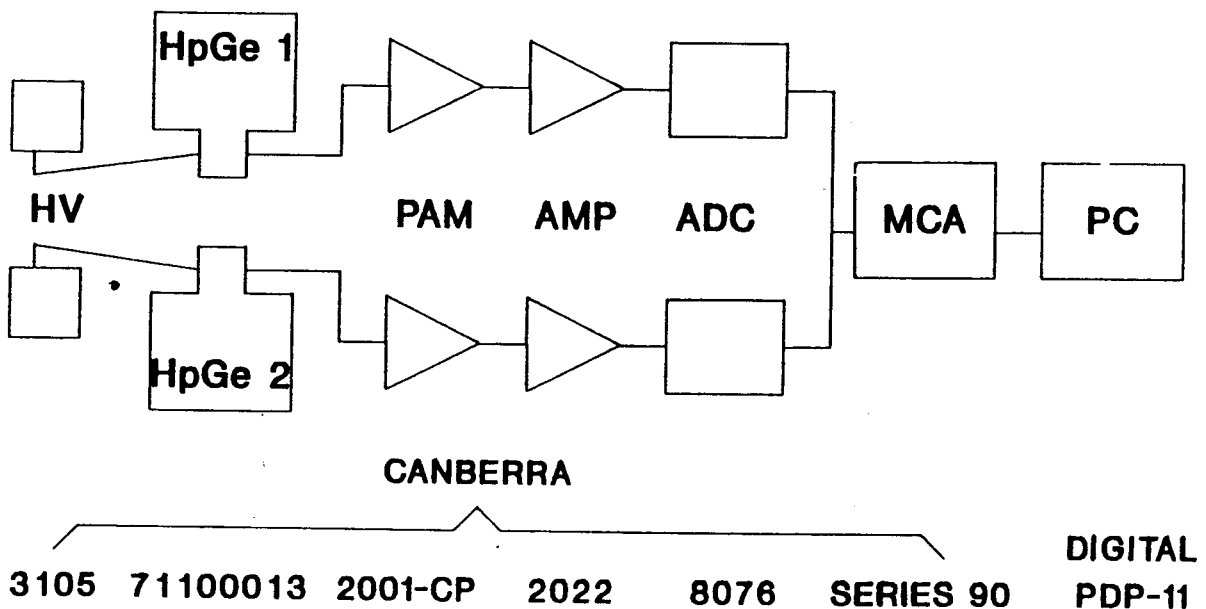 HpGe 1
HV PAM AMP ADC MCA PC
HpGe 2
CANBERRA
DIGITAL
3105 71100013 2001-CP 2022 8076 SERIES 90 PDP-11